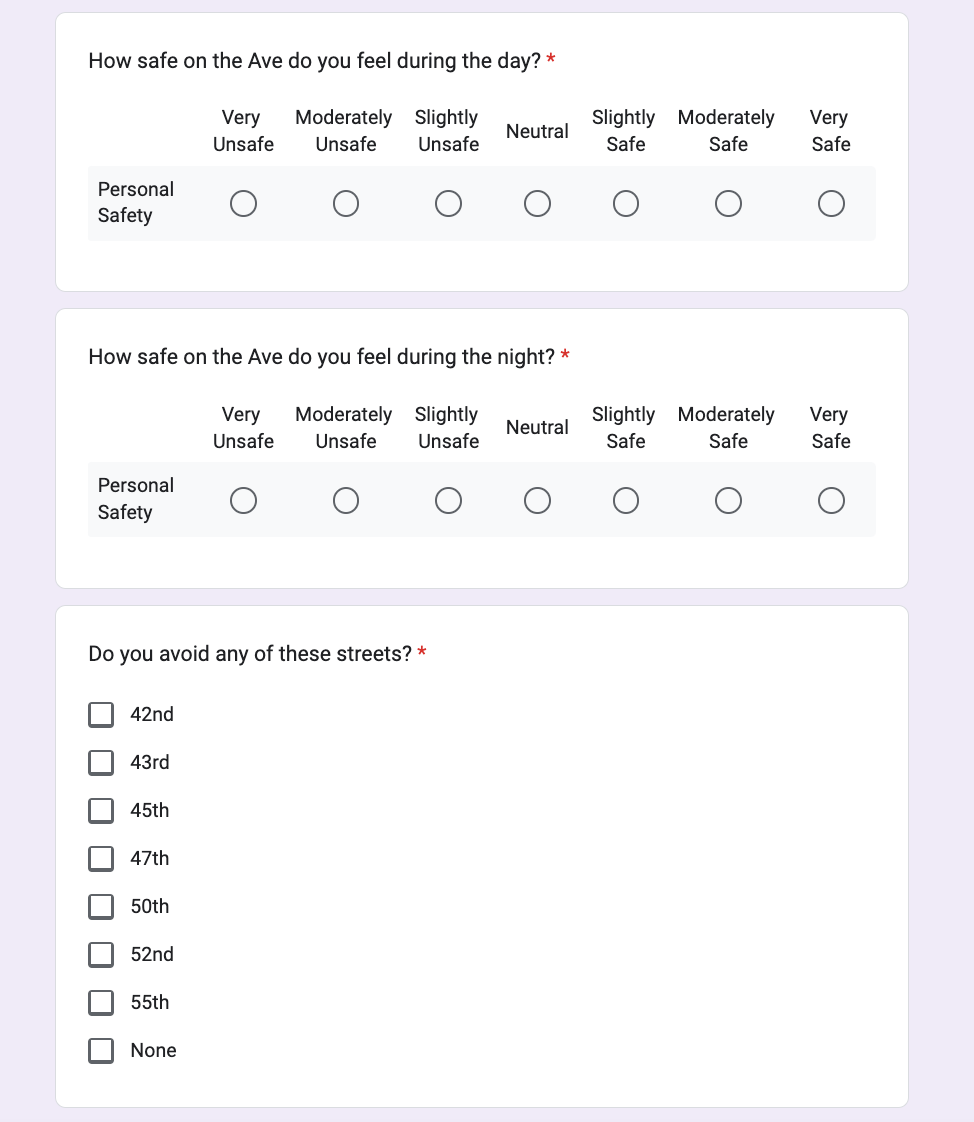 How safe on the Ave do you feel during the day? *
Very Unsafe Moderately Unsafe Slightly Unsafe Neutral Slightly Safe Moderately Safe Very Safe
Personal Safety
How safe on the Ave do you feel during the night? *
Very Unsafe Moderately Unsafe Slightly Unsafe Neutral Slightly Safe Moderately Safe Very Safe
Personal Safety
Do you avoid any of these streets? *
42nd
43rd
45th
47th
50th
52nd
55th
None